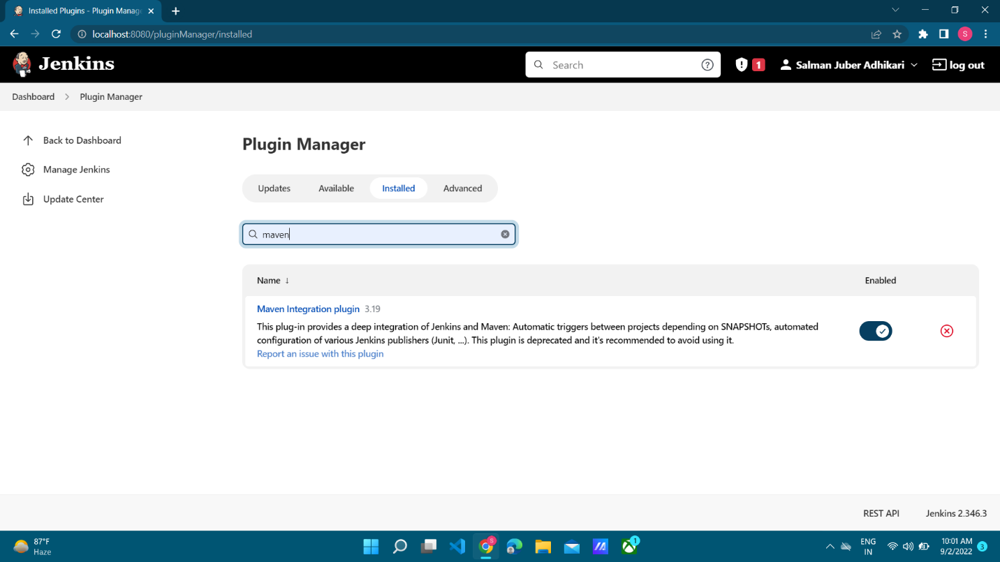 Installed Plugins - Plugin Manage
localhost:8080/pluginManager/installed
S
Jenkins
Search
1
Salman Juber Adhikari
log out
Dashboard
Plugin Manager
Back to Dashboard
Manage Jenkins
Update Center
Plugin Manager
Updates
Available
Installed
Advanced
maven
Name ↓
Enabled
Maven Integration plugin 3.19
This plug-in provides a deep integration of Jenkins and Maven: Automatic triggers between projects depending on SNAPSHOTs, automated
configuration of various Jenkins publishers (Junit, ...). This plugin is deprecated and it's recommended to avoid using it.
Report an issue with this plugin
REST API
Jenkins 2.346.3
87°F
Haze
S
1
ENG
IN
10:01 AM
9/2/2022
3